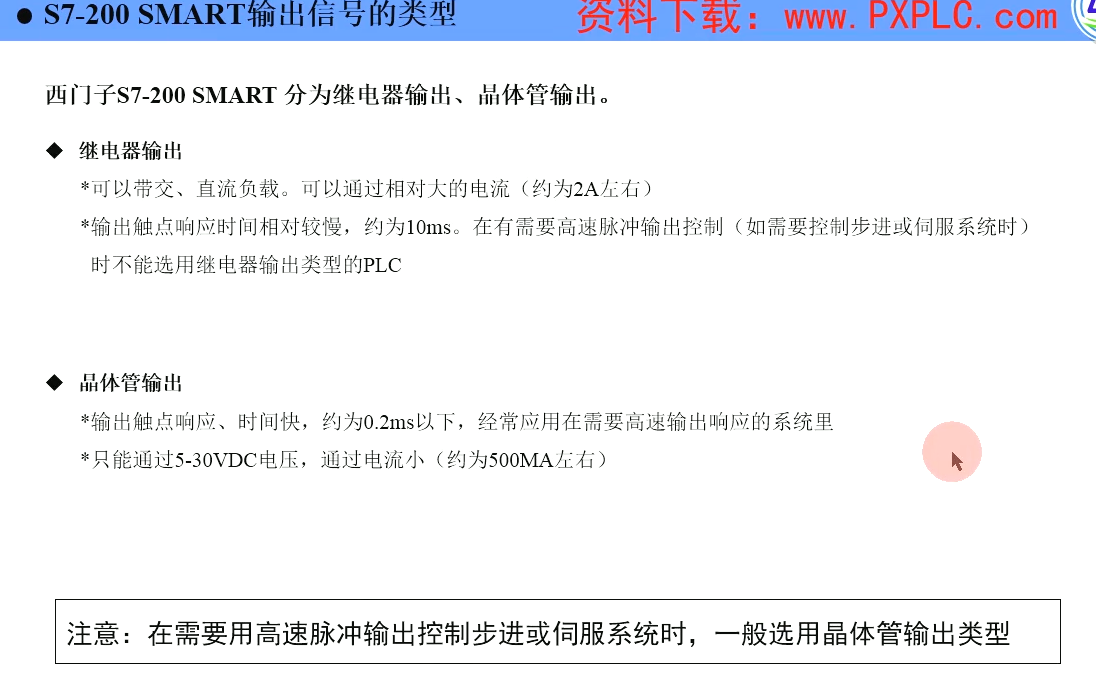 ● S7-200 SMART输出信号的类型
资料下载：www.PXPLC.com
西门子S7-200 SMART 分为继电器输出、晶体管输出。
◆ 继电器输出
*可以带交、直流负载。可以通过相对大的电流（约为2A左右）
*输出触点响应时间相对较慢，约为10ms。在有需要高速脉冲输出控制（如需要控制步进或伺服系统时）
时不能选用继电器输出类型的PLC
◆ 晶体管输出
*输出触点响应、时间快，约为0.2ms以下，经常应用在需要高速输出响应的系统里
*只能通过5-30VDC电压，通过电流小（约为500MA左右）
注意：在需要用高速脉冲输出控制步进或伺服系统时，一般选用晶体管输出类型